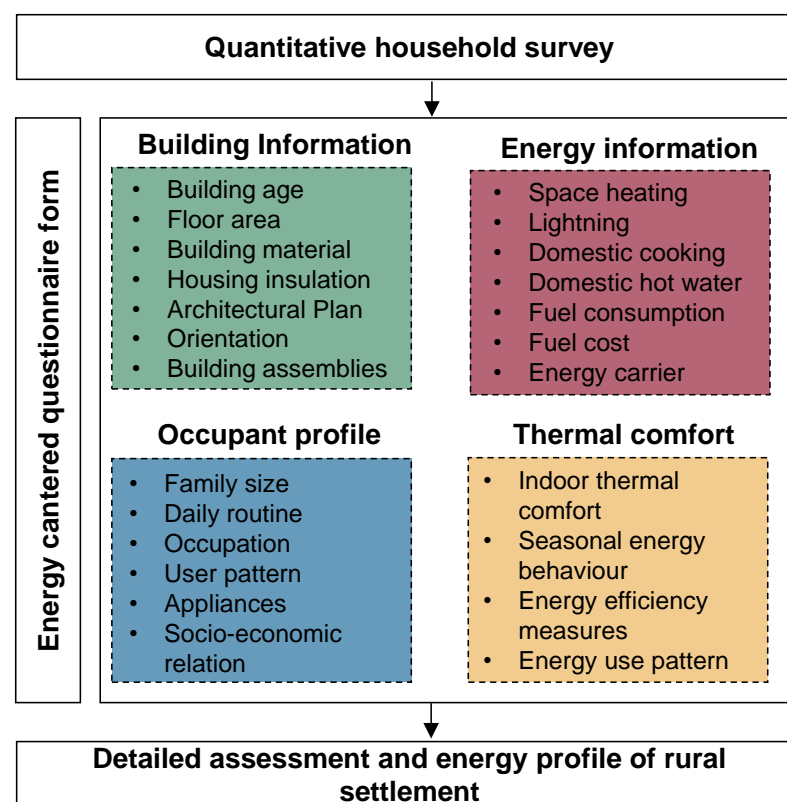 Quantitative household survey
Energy cantered questionnaire form
Building Information
• Building age
• Floor area
• Building material
• Housing insulation
• Architectural Plan
• Orientation
• Building assemblies
Energy information
• Space heating
• Lightning
• Domestic cooking
• Domestic hot water
• Fuel consumption
• Fuel cost
• Energy carrier
Occupant profile
• Family size
• Daily routine
• Occupation
• User pattern
• Appliances
• Socio-economic
relation
Thermal comfort
• Indoor thermal
comfort
• Seasonal energy
behaviour
• Energy efficiency
measures
• Energy use pattern
Detailed assessment and energy profile of rural
settlement